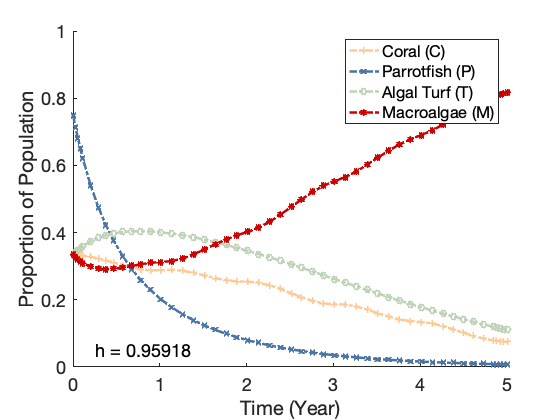 1
0.8
0.6
0.4
0.2
0
Proportion of Population
Coral (C)
Parrotfish (P)
Algal Turf (T)
Macroalgae (M)
h = 0.95918
0 1 2 3 4 5
Time (Year)